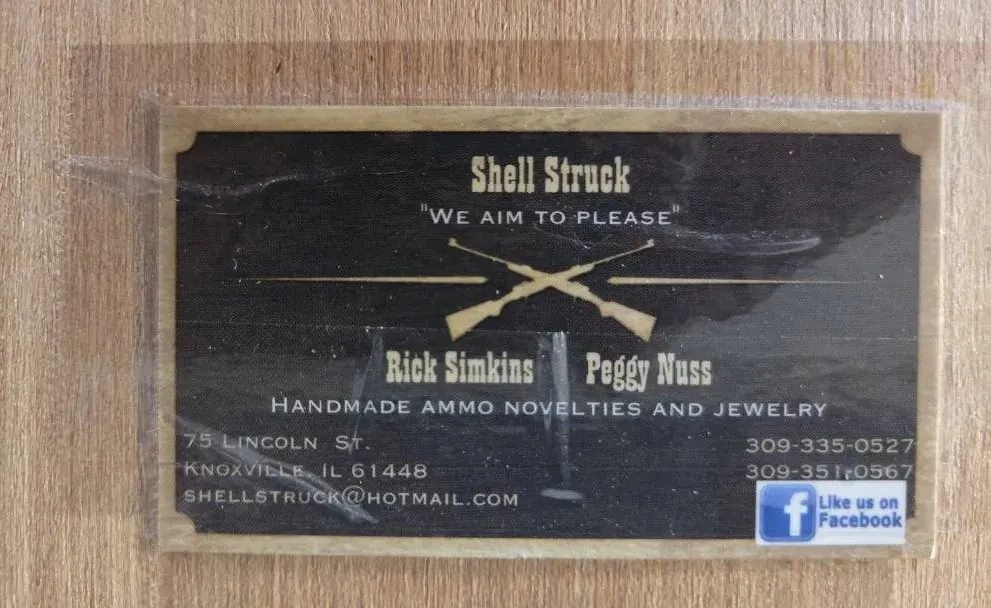 Shell Struck
"WE AIM TO PLEASE"
Rick Simkins Peggy Nuss
HANDMADE AMMO NOVELTIES AND JEWELRY
75 LINCOLN ST. 309-335-0527
KNOXVILLE, IL 61448 309-351-0567
SHELLSTRUCK@HOTMAIL.COM
f Like us on
Facebook